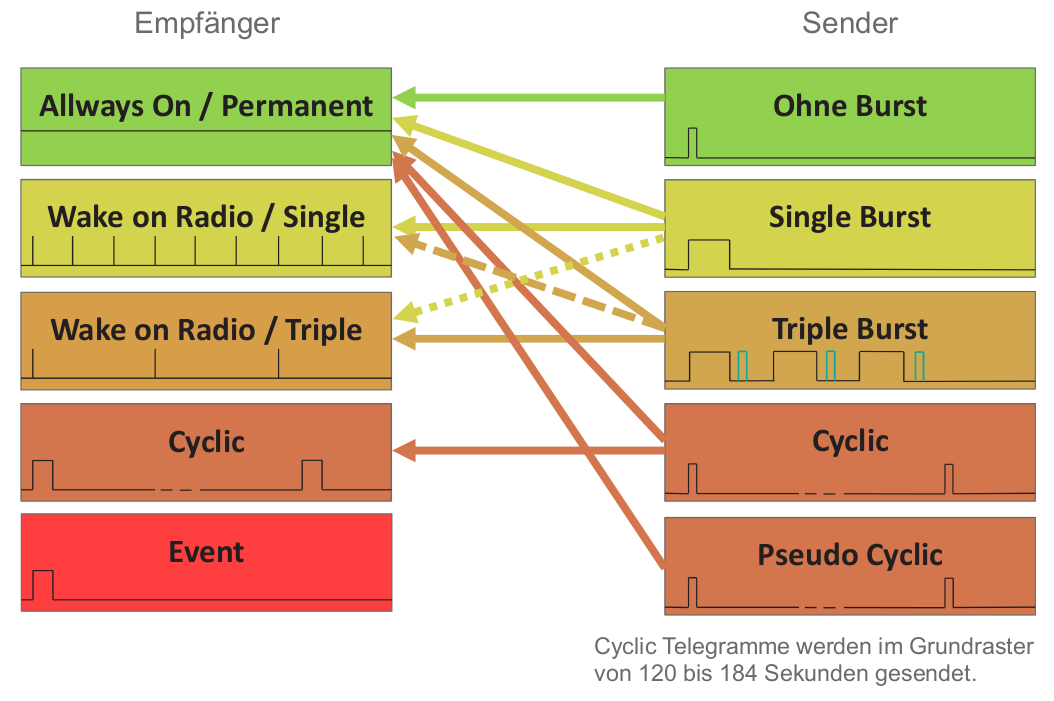 Empfänger
Sender
Allways On / Permanent
Ohne Burst
Wake on Radio / Single
Single Burst
Wake on Radio / Triple
Triple Burst
Cyclic
Cyclic
Event
Pseudo Cyclic
Cyclic Telegramme werden im Grundraster
von 120 bis 184 Sekunden gesendet.